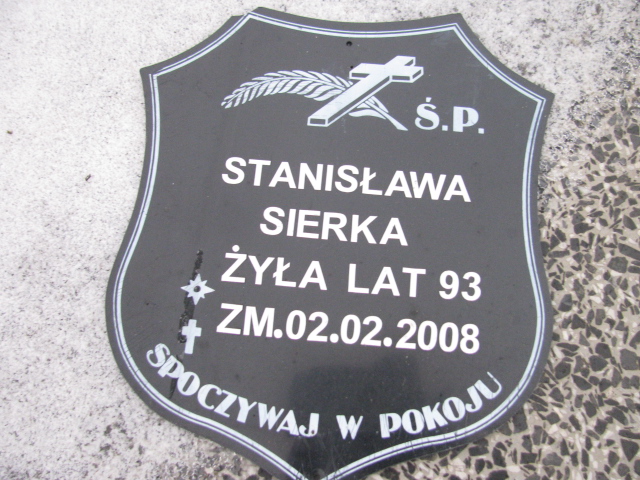 Ś.P.
STANISŁAWA
SIERKA
ŻYŁA LAT 93
ZM.02.02.2008
SPOCZYWAJ W POKOJU